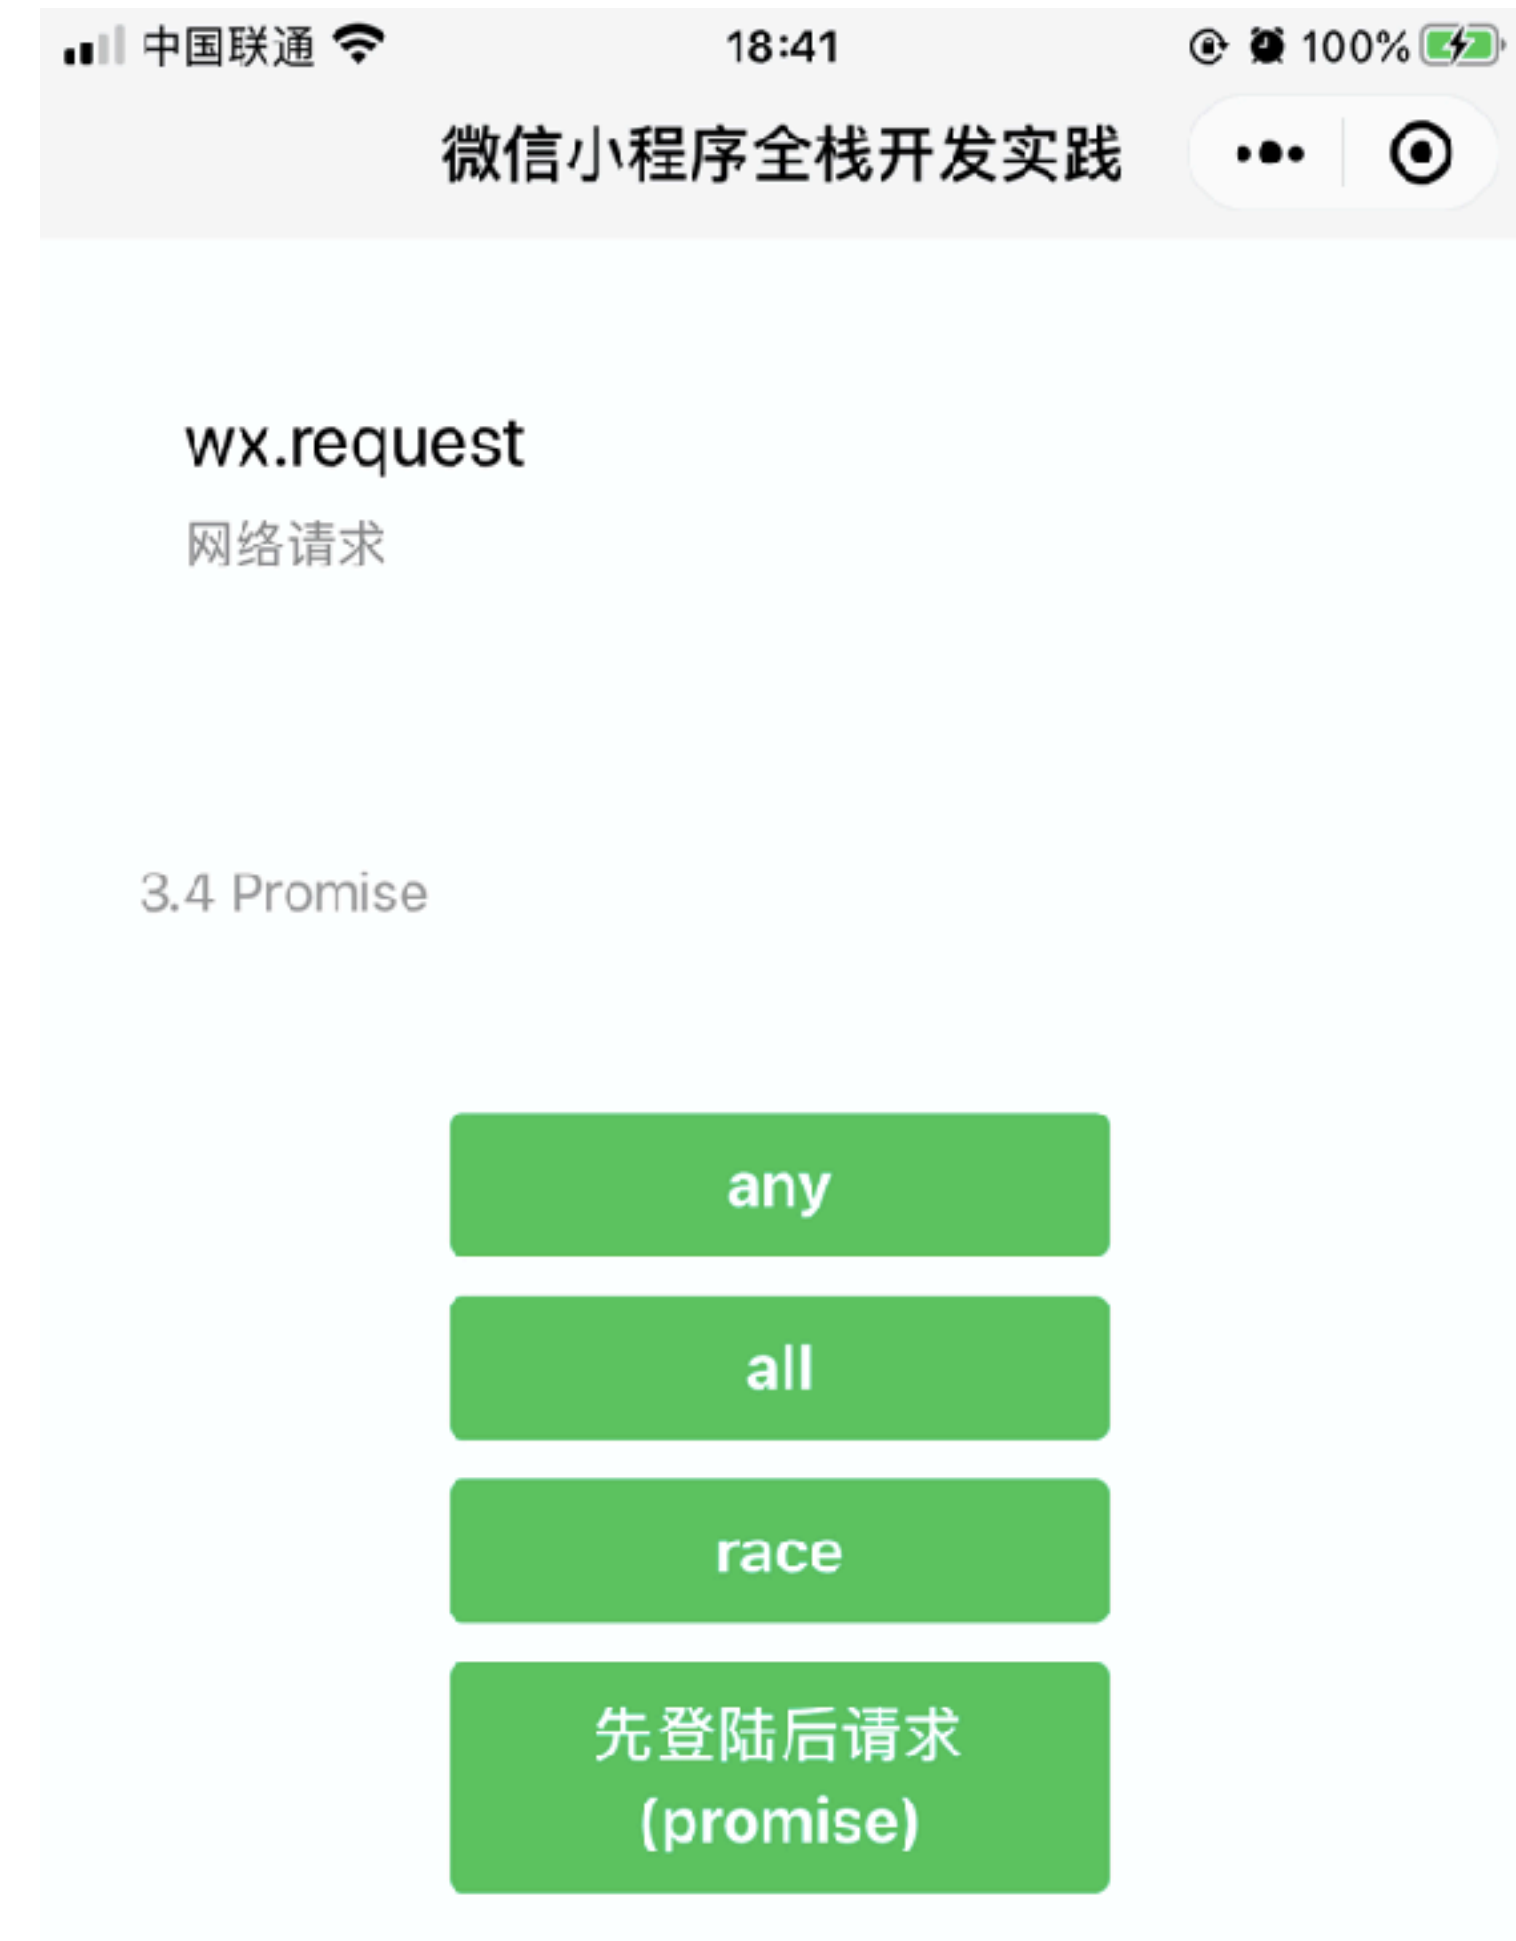 中国联通
18:41
100%
微信小程序全栈开发实践
wx.request
网络请求
3.4 Promise
any
all
race
先登陆后请求
(promise)